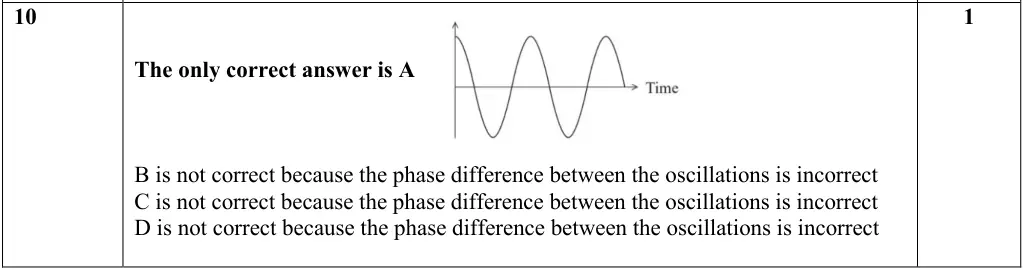 10
1
The only correct answer is A
Time
B is not correct because the phase difference between the oscillations is incorrect
C is not correct because the phase difference between the oscillations is incorrect
D is not correct because the phase difference between the oscillations is incorrect